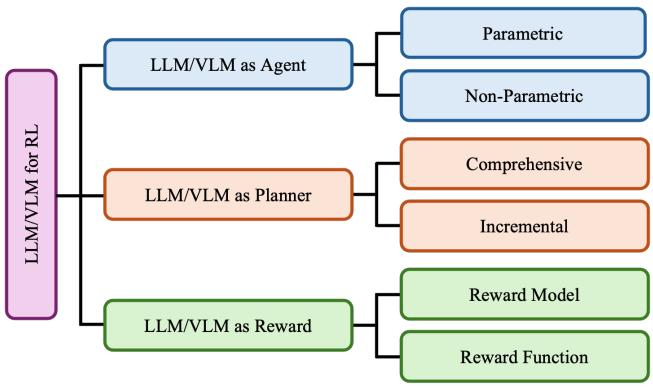 LLM/VLM for RL
LLM/VLM as Agent
Parametric
Non-Parametric
LLM/VLM as Planner
Comprehensive
Incremental
LLM/VLM as Reward
Reward Model
Reward Function